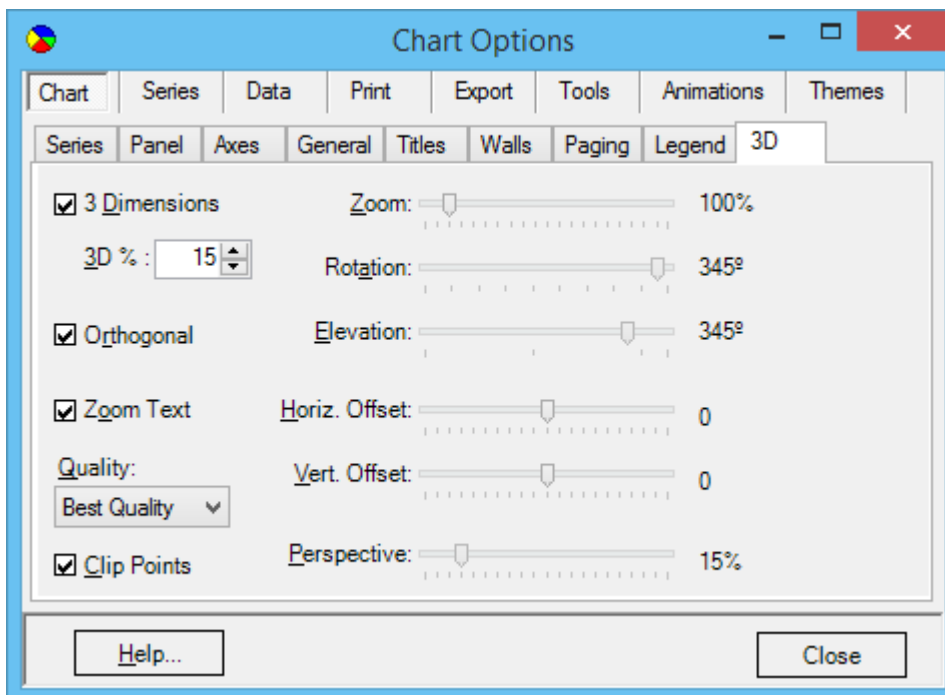 Chart Options
Chart Series Data Print Export Tools Animations Themes
Series Panel Axes General Titles Walls Paging Legend 3D
3 Dimensions Zoom: 100%
3D % : 15 Rotation: 345º
Orthogonal Elevation: 345º
Zoom Text Horiz. Offset: 0
Quality: Vert. Offset: 0
Best Quality
Clip Points Perspective: 15%
Help... Close